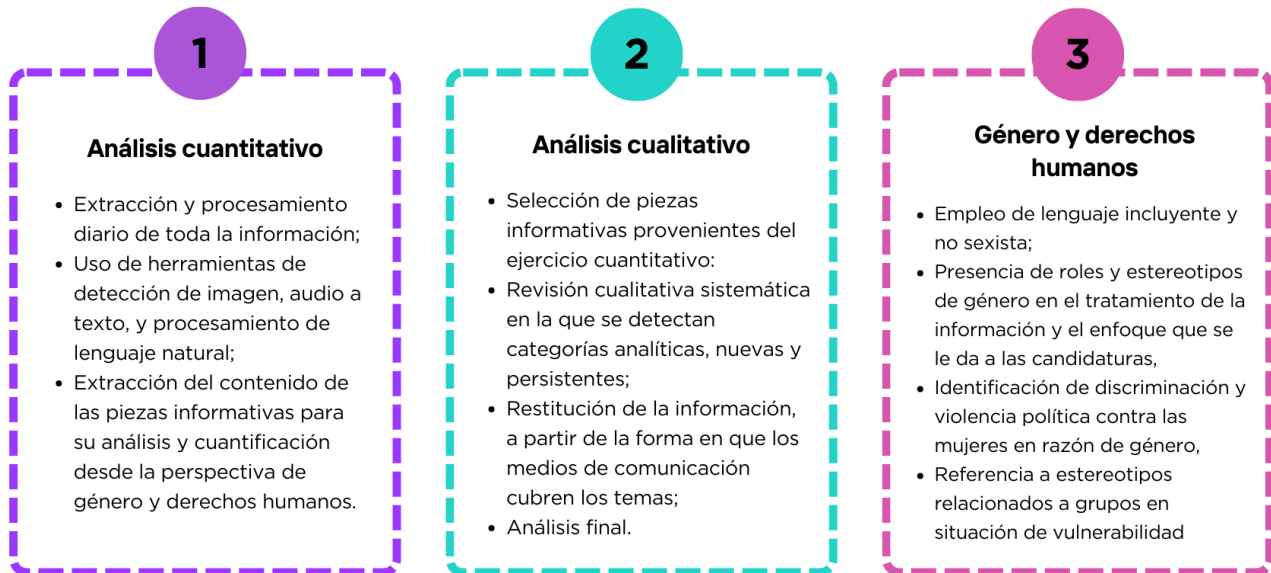 1
Análisis cuantitativo
• Extracción y procesamiento
diario de toda la información;
• Uso de herramientas de
detección de imagen, audio a
texto, y procesamiento de
lenguaje natural;
• Extracción del contenido de
las piezas informativas para
su análisis y cuantificación
desde la perspectiva de
género y derechos humanos.
2
Análisis cualitativo
• Selección de piezas
informativas provenientes del
ejercicio cuantitativo:
• Revisión cualitativa sistemática
en la que se detectan
categorías analíticas, nuevas y
persistentes;
• Restitución de la información,
a partir de la forma en que los
medios de comunicación
cubren los temas;
• Análisis final.
3
Género y derechos
humanos
• Empleo de lenguaje incluyente y
no sexista;
• Presencia de roles y estereotipos
de género en el tratamiento de la
información y el enfoque que se
le da a las candidaturas,
• Identificación de discriminación y
violencia política contra las
mujeres en razón de género,
• Referencia a estereotipos
relacionados a grupos en
situación de vulnerabilidad